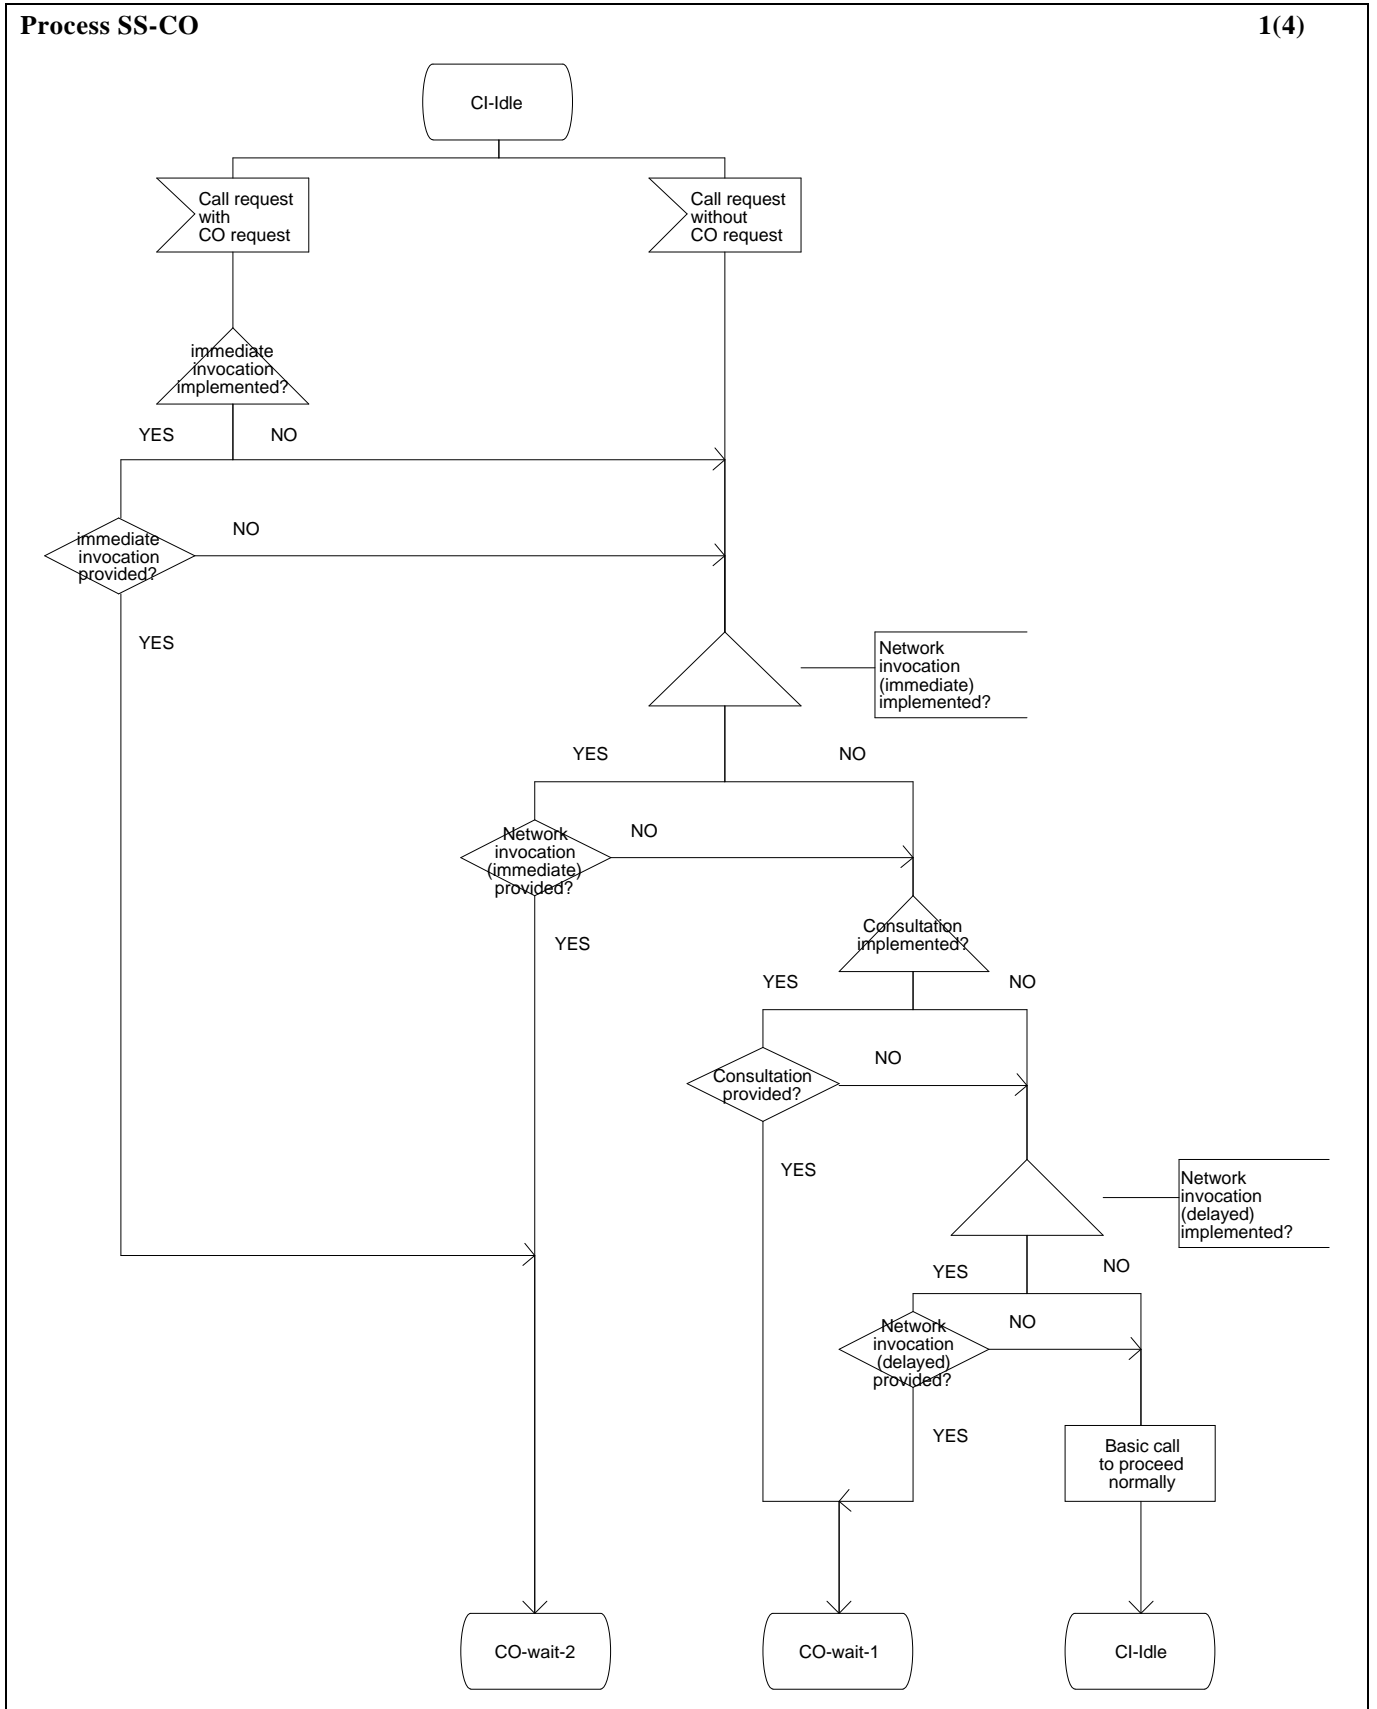 Process SS-CO
1(4)
CI-Idle
Call request
with
CO request
Call request
without
CO request
immediate
invocation
implemented?
YES
NO
immediate
invocation
provided?
NO
YES
Network
invocation
(immediate)
implemented?
YES
NO
Network
invocation
(immediate)
provided?
NO
YES
Consultation
implemented?
YES
NO
Consultation
provided?
NO
YES
Network
invocation
(delayed)
implemented?
YES
NO
Network
invocation
(delayed)
provided?
NO
YES
Basic call
to proceed
normally
CO-wait-2
CO-wait-1
CI-Idle